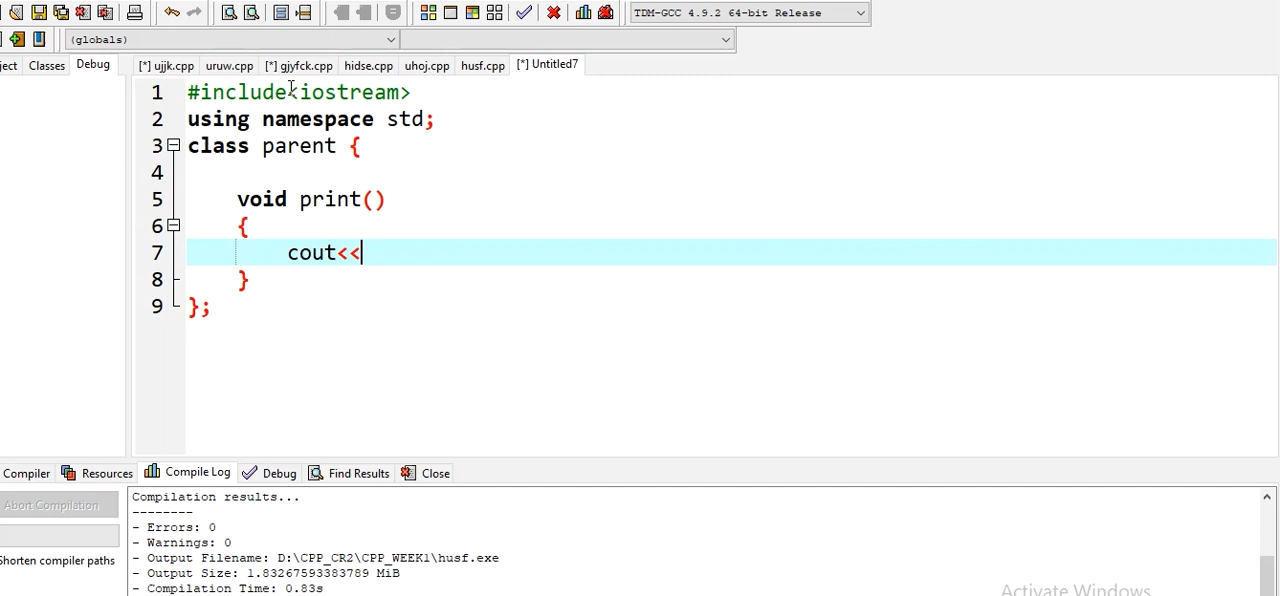 TDM-GCC 4.9.2 64-bit Release
(globals)
ject Classes Debug [*] ujjk.cpp uruw.cpp [*] gjyfck.cpp hidse.cpp uhoj.cpp husf.cpp [*] Untitled7
1 #include<iostream>
2 using namespace std;
3 class parent {
4
5 void print()
6 {
7 cout<<
8 }
9 };
Compiler Resources Compile Log Debug Find Results Close
Abort Compilation
Shorten compiler paths
Compilation results...
--------
- Errors: 0
- Warnings: 0
- Output Filename: D:\CPP_CR2\CPP_WEEK1\husf.exe
- Output Size: 1.83267593383789 MiB
- Compilation Time: 0.83s
Activate Windows